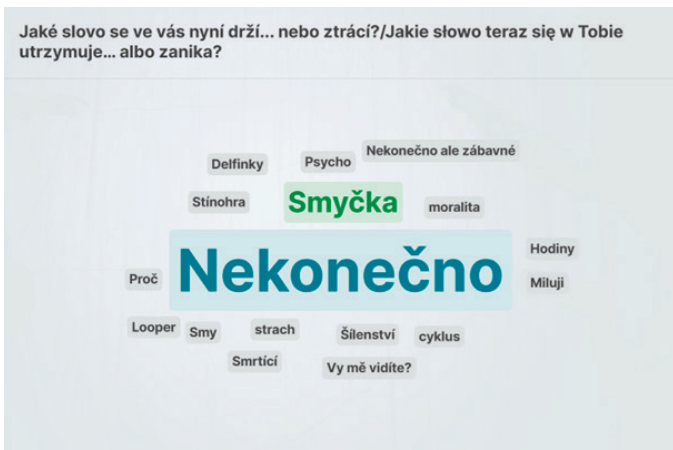 Jaké slovo se ve vás nyní drží... nebo ztrácí?/Jakie słowo teraz się w Tobie
utrzymuje… albo zanika?
Nekonečno ale zábavné
Delfinky
Psycho
Stínohra
Smyčka
moralita
Hodiny
Proč
Nekonečno
Miluji
Looper
Smy
strach
Šílenství
cyklus
Smrtící
Vy mě vidíte?